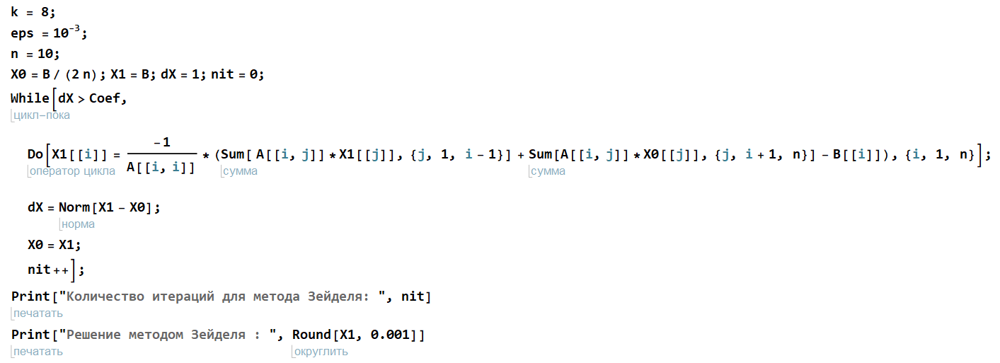 k = 8;
eps = 10^-3;
n = 10;
X0 = B / (2 n); X1 = B; dX = 1; nit = 0;
While[dX > Coef,
цикл-пока
Do[X1[[i]] = -1/A[[i, i]] * (Sum[ A[[i, j]] * X1[[j]], {j, 1, i - 1}] + Sum[A[[i, j]] * X0[[j]], {j, i + 1, n}] - B[[i]]), {i, 1, n}];
оператор цикла сумма сумма
dX = Norm[X1 - X0];
норма
X0 = X1;
nit ++];
Print["Количество итераций для метода Зейделя: ", nit]
печатать
Print["Решение методом Зейделя : ", Round[X1, 0.001]]
печатать округлить